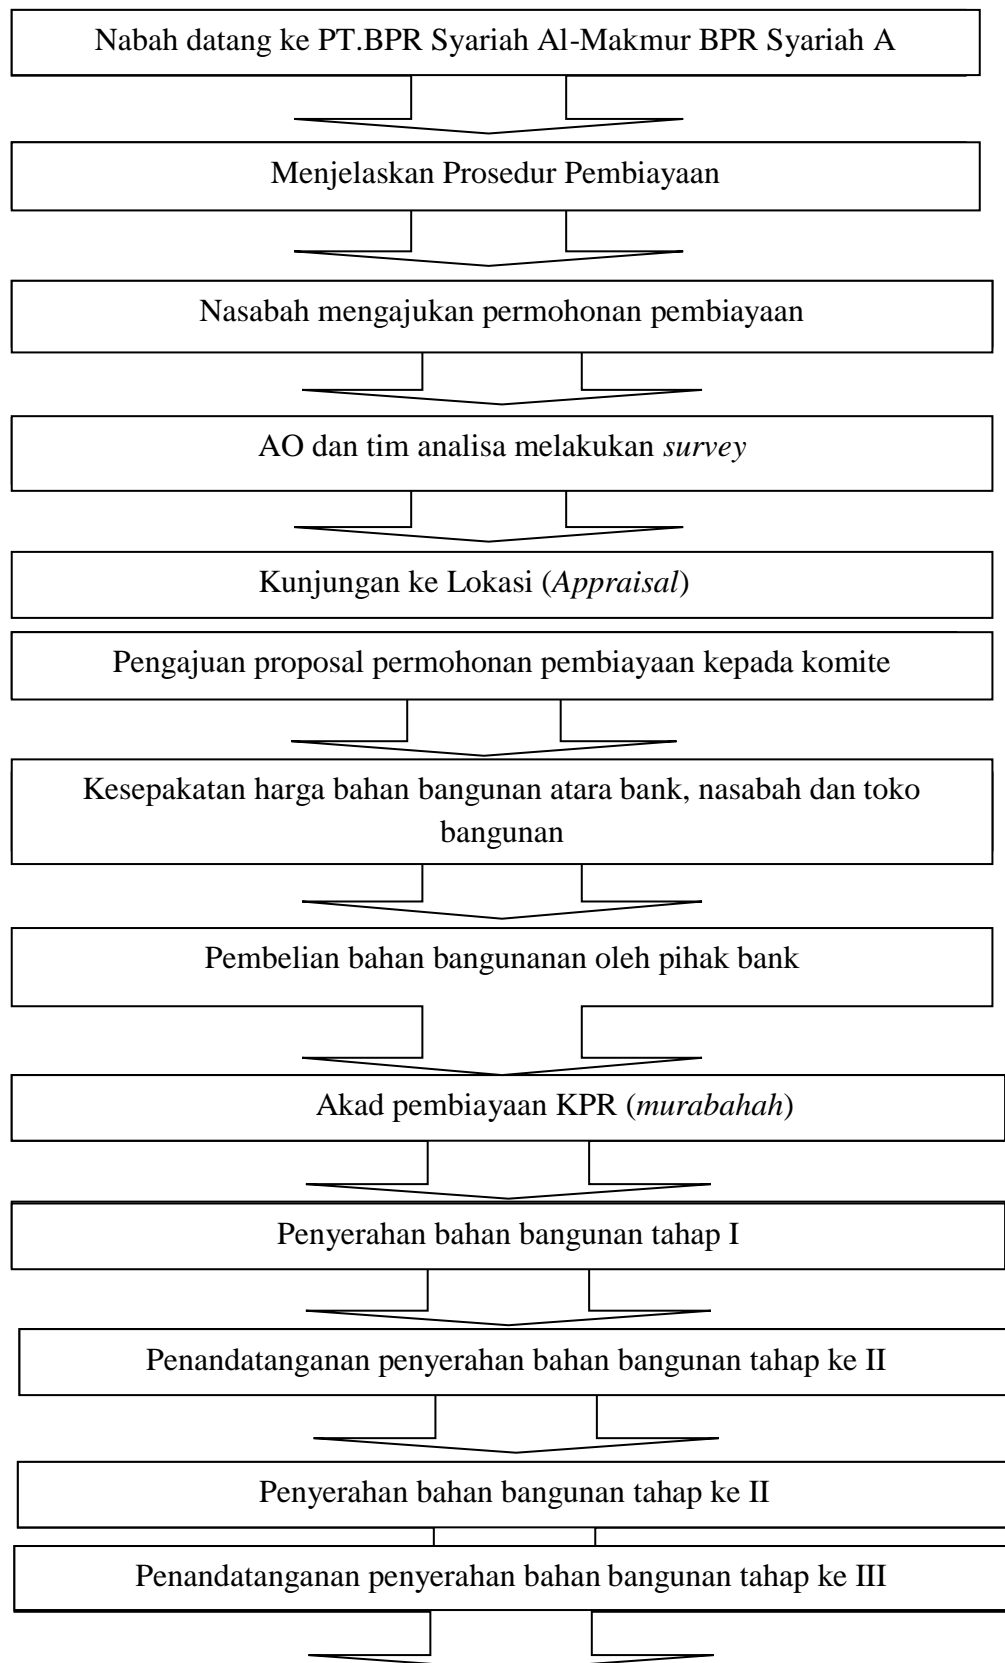 Nabah datang ke PT.BPR Syariah Al-Makmur BPR Syariah A
Menjelaskan Prosedur Pembiayaan
Nasabah mengajukan permohonan pembiayaan
AO dan tim analisa melakukan survey
Kunjungan ke Lokasi (Appraisal)
Pengajuan proposal permohonan pembiayaan kepada komite
Kesepakatan harga bahan bangunan atara bank, nasabah dan toko
bangunan
Pembelian bahan bangunanan oleh pihak bank
Akad pembiayaan KPR (murabahah)
Penyerahan bahan bangunan tahap I
Penandatanganan penyerahan bahan bangunan tahap ke II
Penyerahan bahan bangunan tahap ke II
Penandatanganan penyerahan bahan bangunan tahap ke III